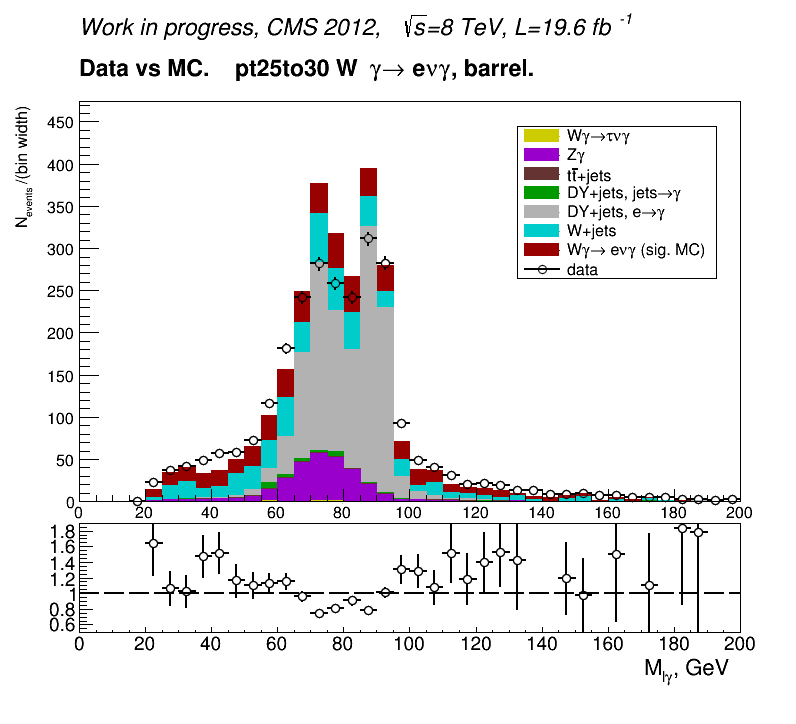 Work in progress, CMS 2012, √s=8 TeV, L=19.6 fb⁻¹
Data vs MC. pt25to30 W γ→ eνγ, barrel.
N_events /(bin width)
450
400
350
300
250
200
150
100
50
0
Wγ→τνγ
Zγ
tt̄+jets
DY+jets, jets→γ
DY+jets, e→γ
W+jets
Wγ→ eνγ (sig. MC)
data
0 20 40 60 80 100 120 140 160 180 200
1.8
1.6
1.4
1.2
1
0.8
0.6
0 20 40 60 80 100 120 140 160 180 200
M_lγ, GeV